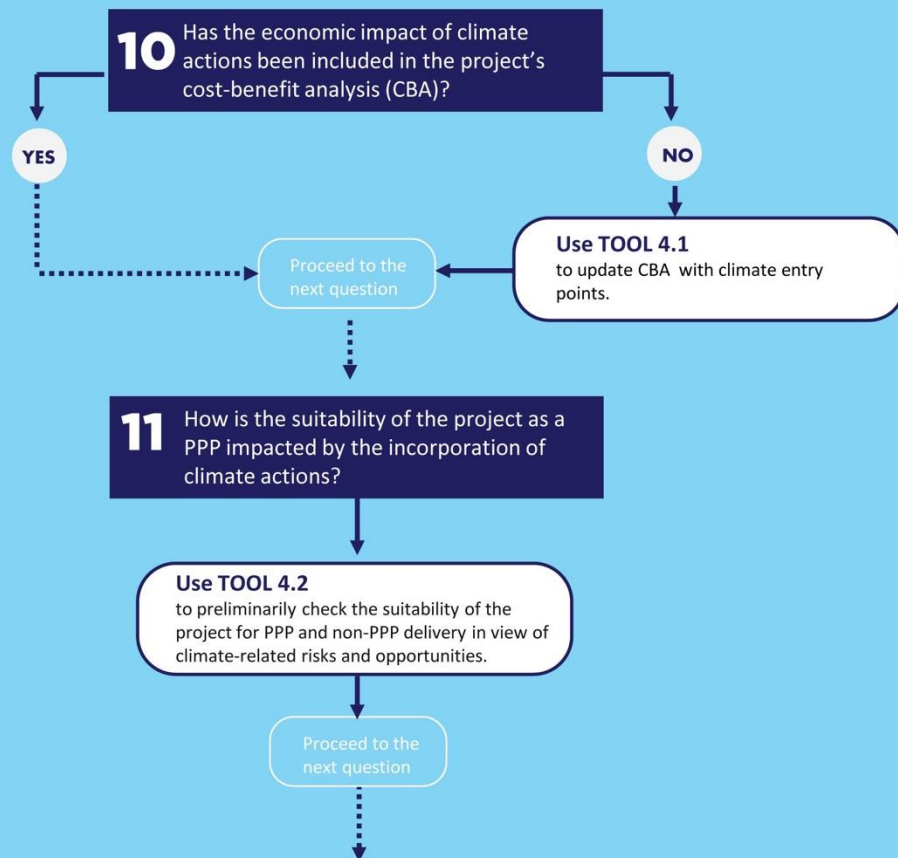 10 Has the economic impact of climate
actions been included in the project's
cost-benefit analysis (CBA)?
YES
NO
Use TOOL 4.1
to update CBA with climate entry
points.
Proceed to the
next question
11 How is the suitability of the project as a
PPP impacted by the incorporation of
climate actions?
Use TOOL 4.2
to preliminarily check the suitability of the
project for PPP and non-PPP delivery in view of
climate-related risks and opportunities.
Proceed to the
next question